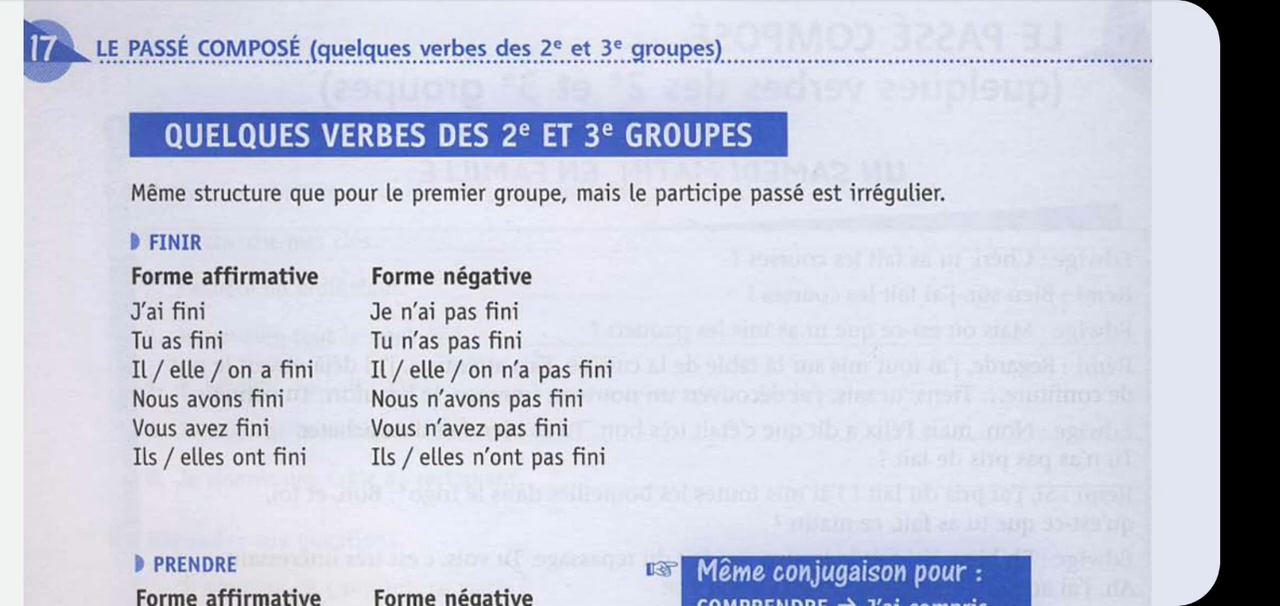 17 LE PASSÉ COMPOSÉ (quelques verbes des 2e et 3e groupes)
QUELQUES VERBES DES 2e ET 3e GROUPES
Même structure que pour le premier groupe, mais le participe passé est irrégulier.
FINIR
Forme affirmative Forme négative
J'ai fini Je n'ai pas fini
Tu as fini Tu n'as pas fini
Il / elle / on a fini Il / elle / on n'a pas fini
Nous avons fini Nous n'avons pas fini
Vous avez fini Vous n'avez pas fini
Ils / elles ont fini Ils / elles n'ont pas fini
PRENDRE
Même conjugaison pour :
Forme affirmative Forme négative
COMPRENDRE → J'ai compris